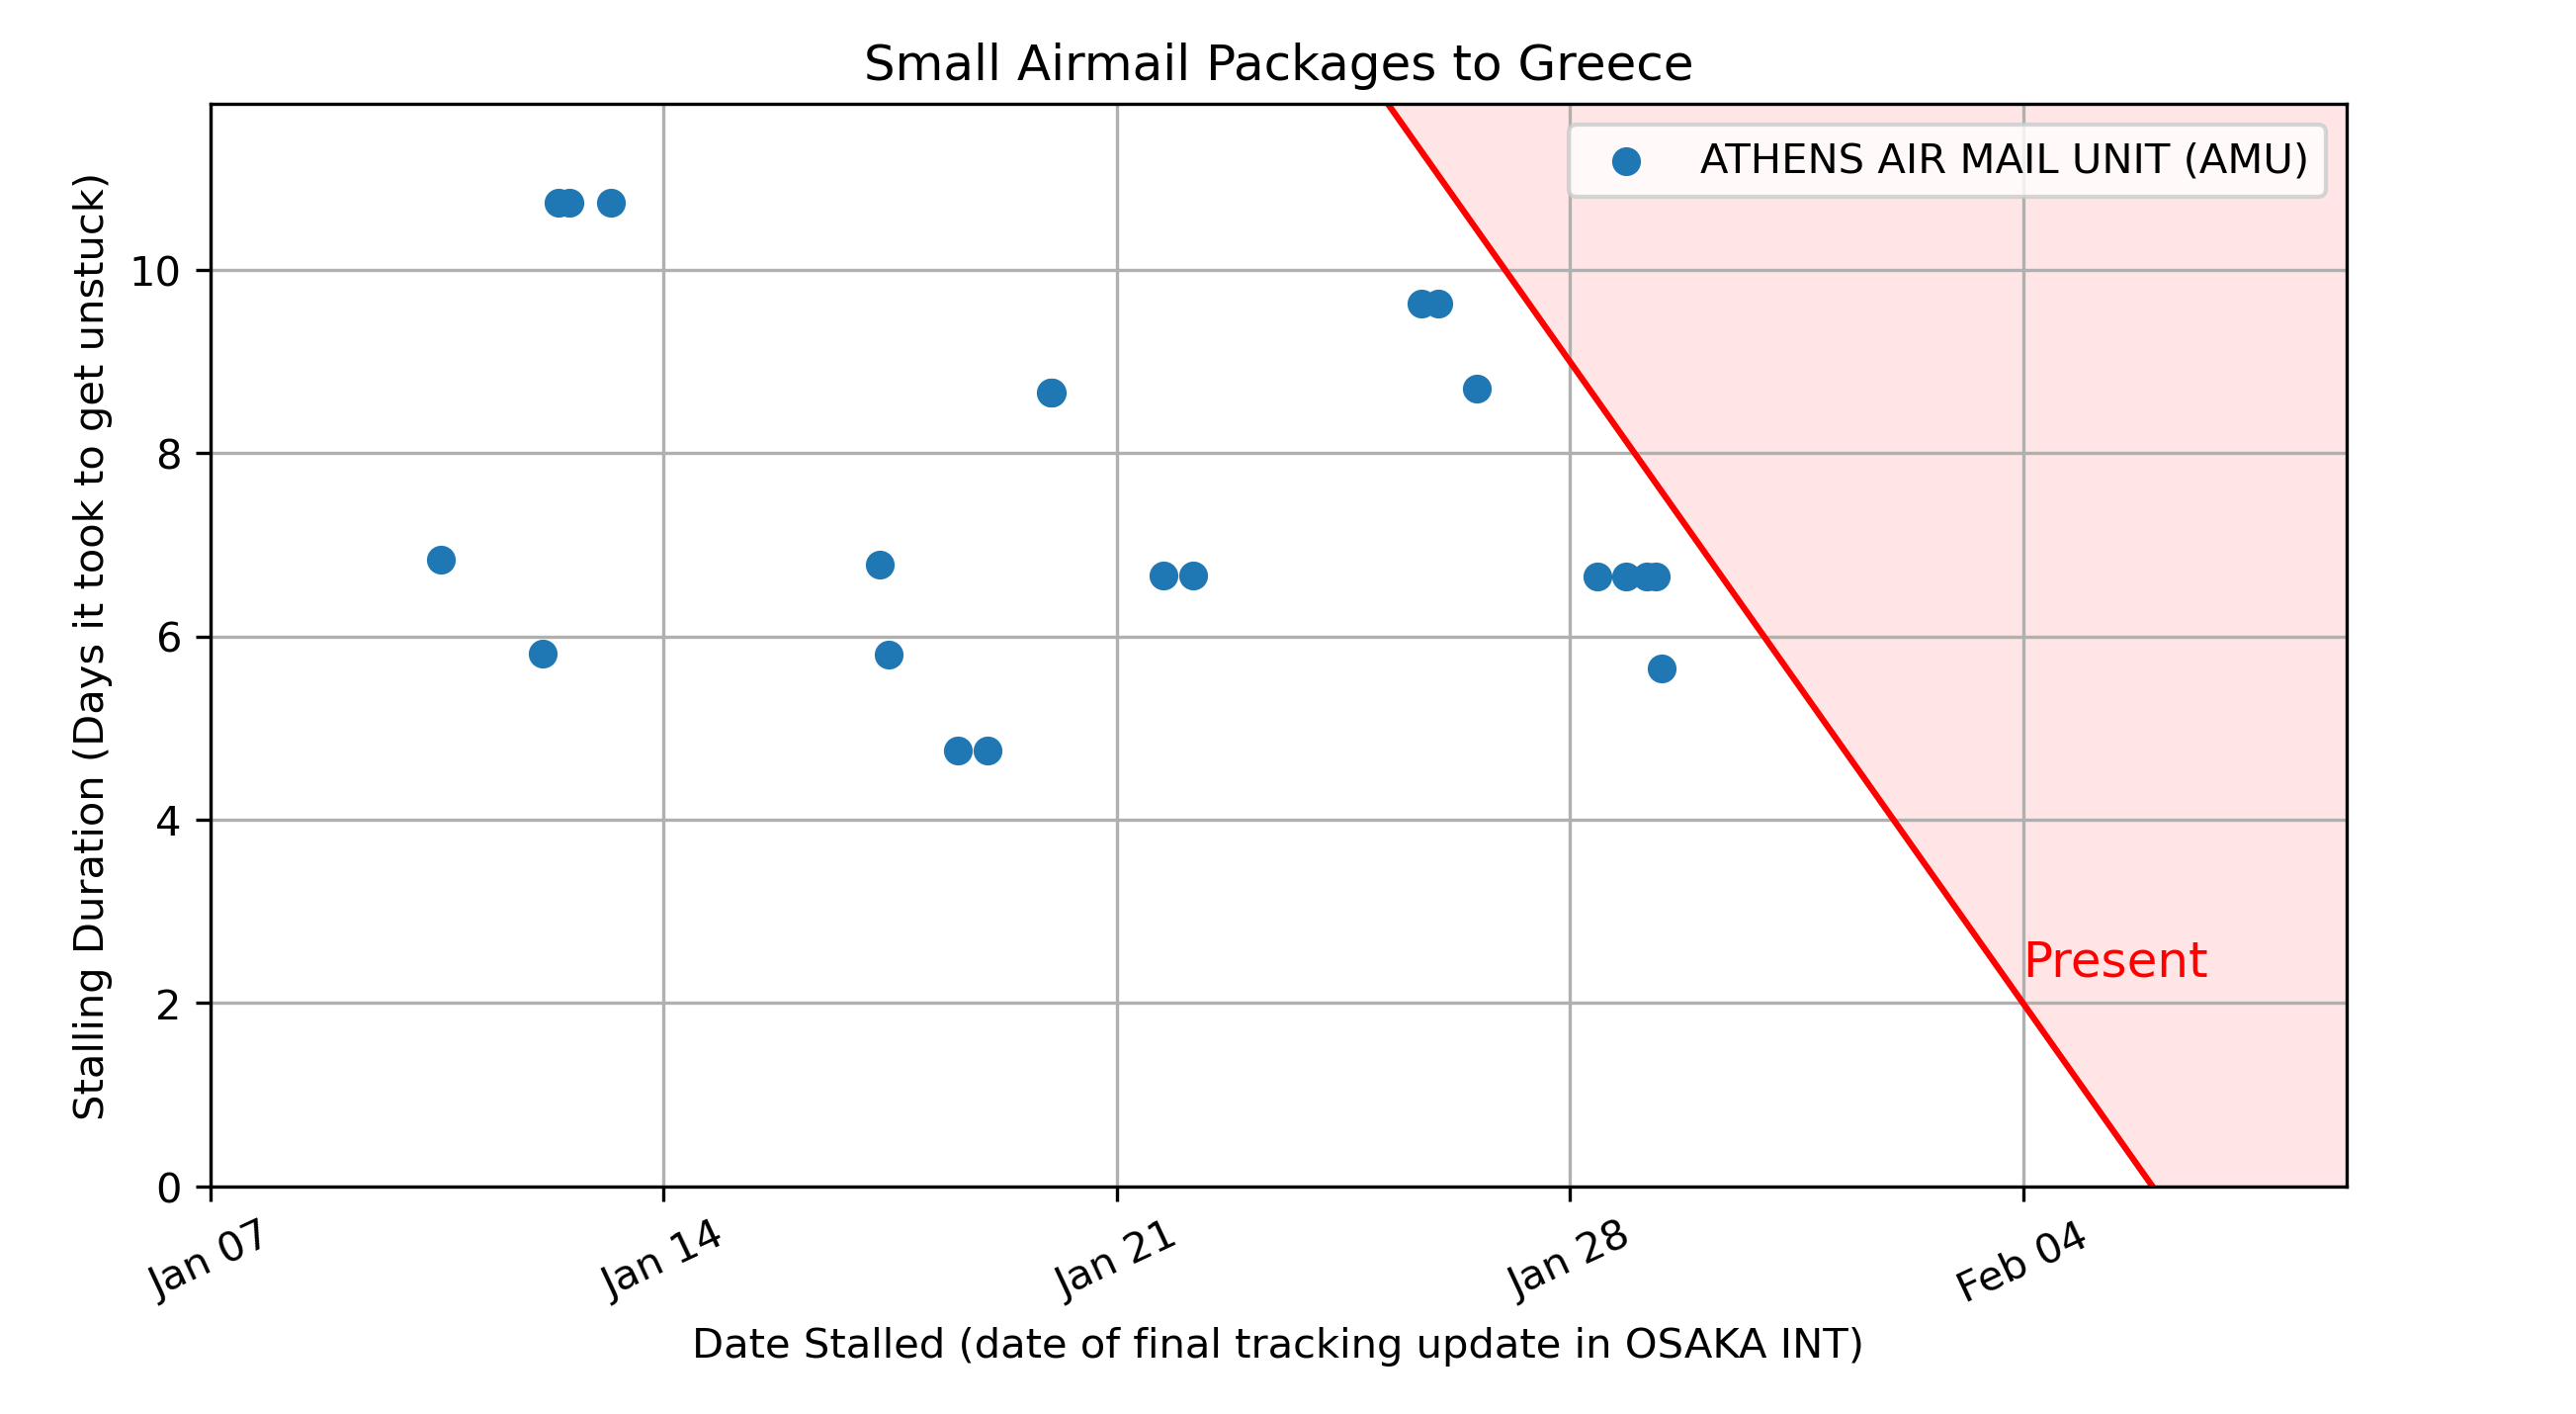 Small Airmail Packages to Greece
ATHENS AIR MAIL UNIT (AMU)
Stalling Duration (Days it took to get unstuck)
10
8
6
4
2
0
Present
Jan 07
Jan 14
Jan 21
Jan 28
Feb 04
Date Stalled (date of final tracking update in OSAKA INT)